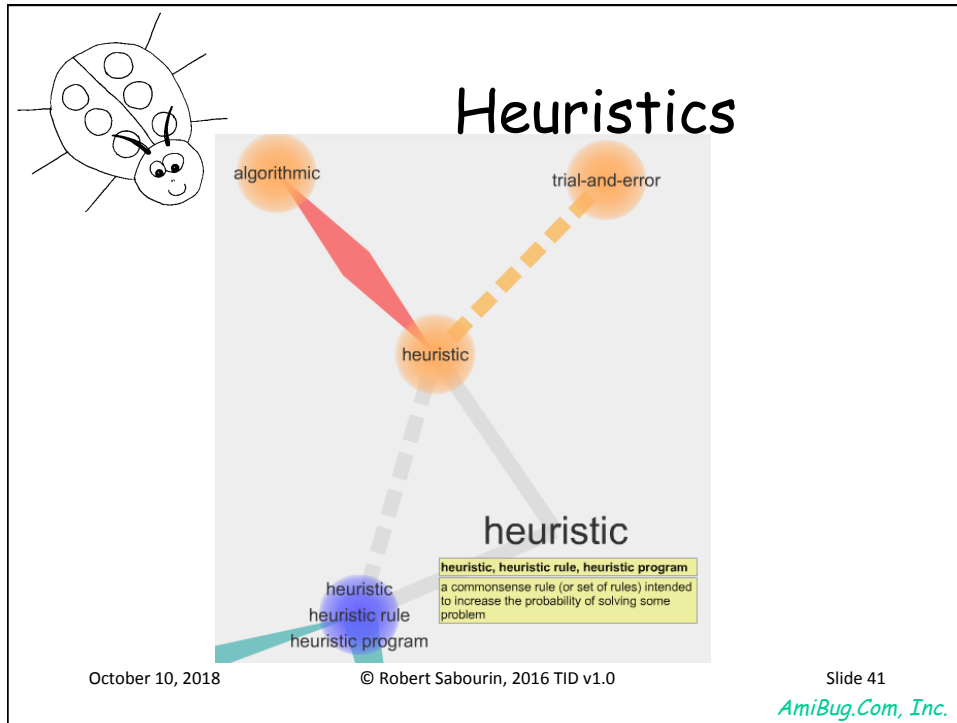 Heuristics
algorithmic
trial-and-error
heuristic
heuristic
heuristic, heuristic rule, heuristic program
a commonsense rule (or set of rules) intended
to increase the probability of solving some
problem
heuristic
heuristic rule
heuristic program
October 10, 2018
© Robert Sabourin, 2016 TID v1.0
Slide 41
AmiBug.Com, Inc.